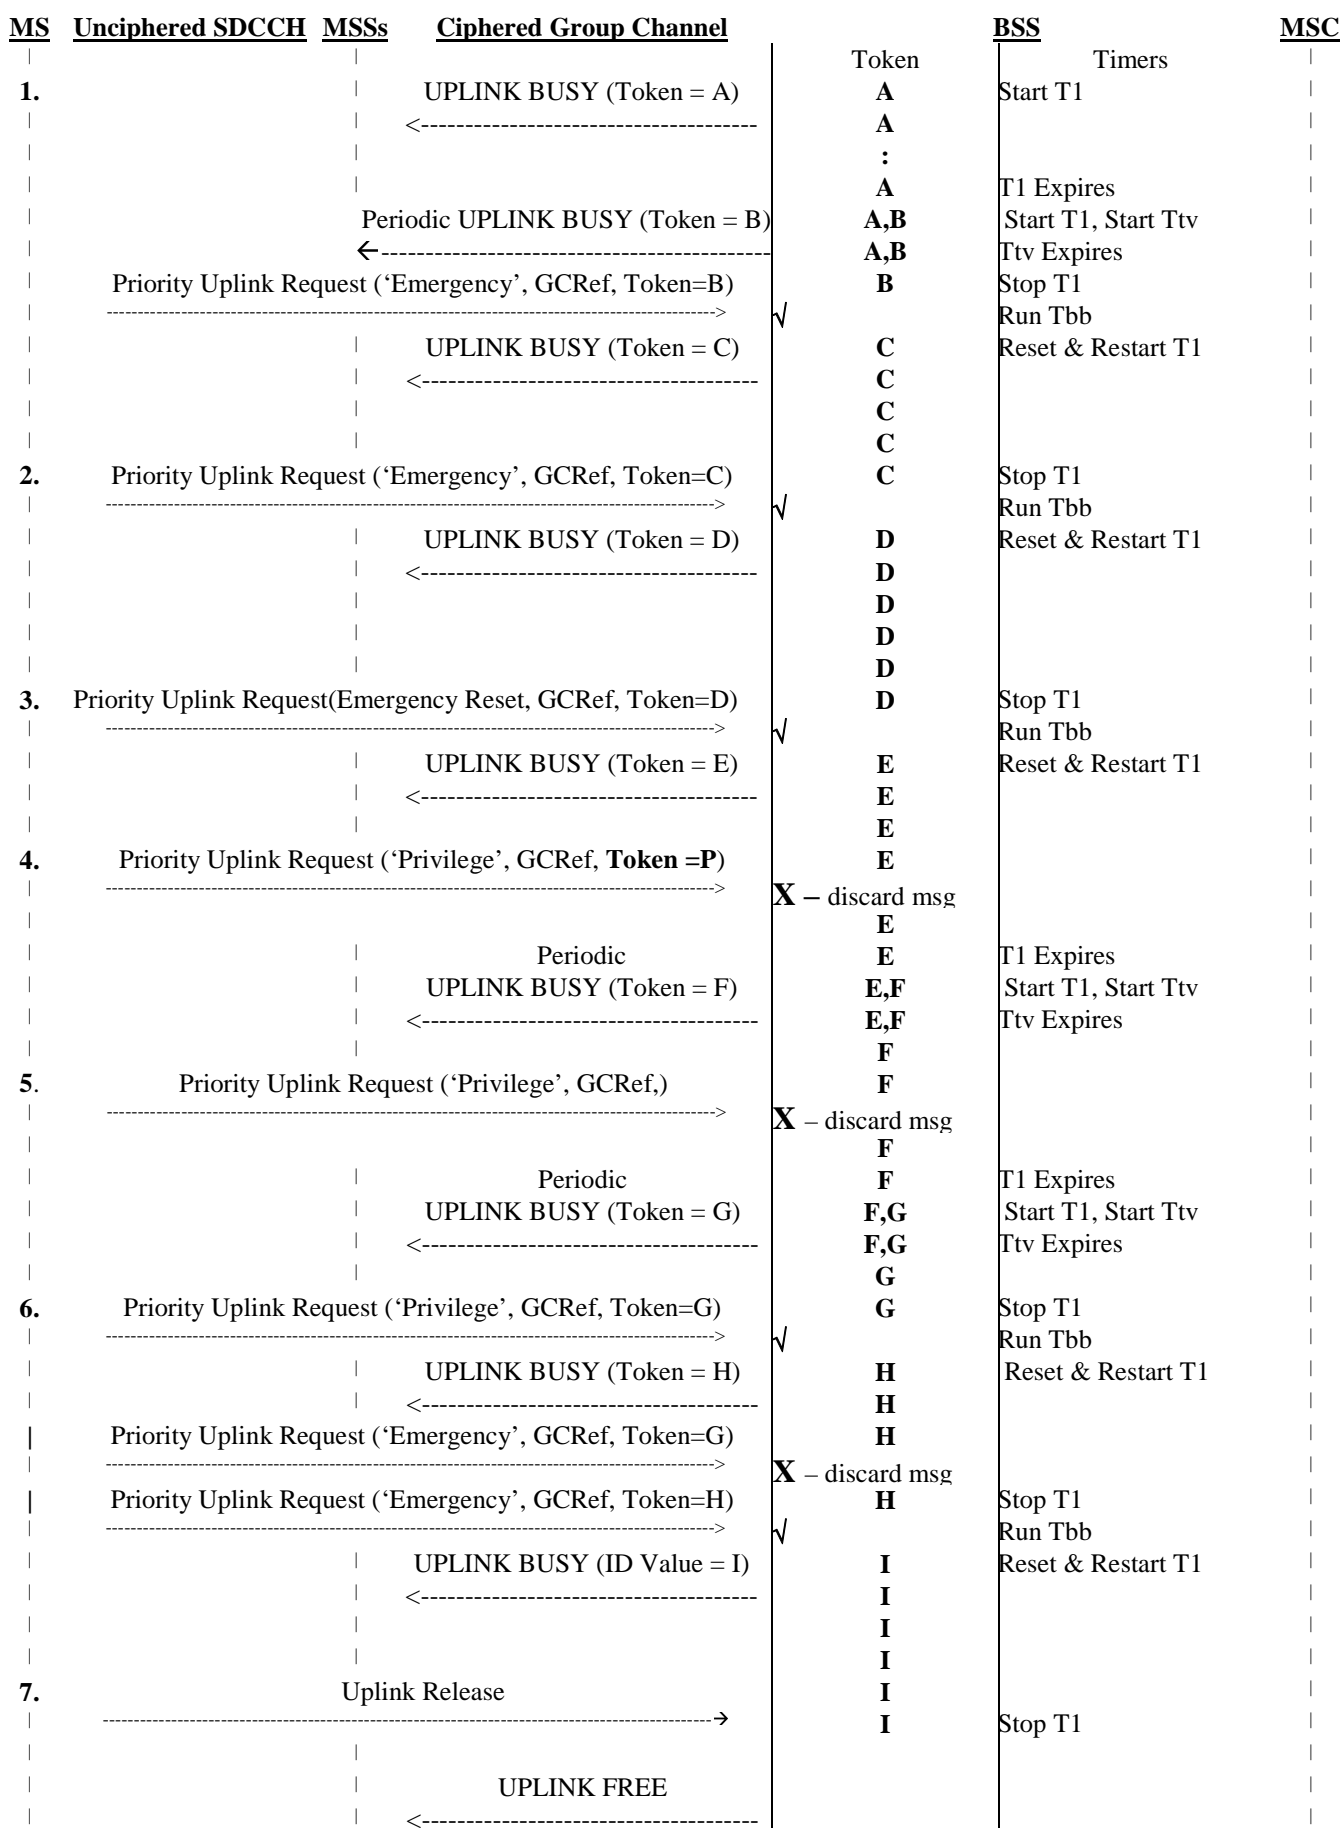 MS Unciphered SDCCH MSSs Ciphered Group Channel BSS MSC
Token Timers
1. UPLINK BUSY (Token = A) A Start T1
A
:
A T1 Expires
Periodic UPLINK BUSY (Token = B) A,B Start T1, Start Ttv
A,B Ttv Expires
Priority Uplink Request (‘Emergency’, GCRef, Token=B) B Stop T1
√ Run Tbb
UPLINK BUSY (Token = C) C Reset & Restart T1
C
C
C
2. Priority Uplink Request (‘Emergency’, GCRef, Token=C) C Stop T1
√ Run Tbb
UPLINK BUSY (Token = D) D Reset & Restart T1
D
D
D
D
3. Priority Uplink Request(Emergency Reset, GCRef, Token=D) D Stop T1
√ Run Tbb
UPLINK BUSY (Token = E) E Reset & Restart T1
E
E
4. Priority Uplink Request (‘Privilege’, GCRef, Token =P) E
X – discard msg
E
Periodic E T1 Expires
UPLINK BUSY (Token = F) E,F Start T1, Start Ttv
E,F Ttv Expires
F
5. Priority Uplink Request (‘Privilege’, GCRef,) F
X – discard msg
F
Periodic F T1 Expires
UPLINK BUSY (Token = G) F,G Start T1, Start Ttv
F,G Ttv Expires
G
6. Priority Uplink Request (‘Privilege’, GCRef, Token=G) G Stop T1
√ Run Tbb
UPLINK BUSY (Token = H) H Reset & Restart T1
H
Priority Uplink Request (‘Emergency’, GCRef, Token=G) H
X – discard msg
Priority Uplink Request (‘Emergency’, GCRef, Token=H) H Stop T1
√ Run Tbb
UPLINK BUSY (ID Value = I) I Reset & Restart T1
I
I
I
7. Uplink Release I
I Stop T1
UPLINK FREE